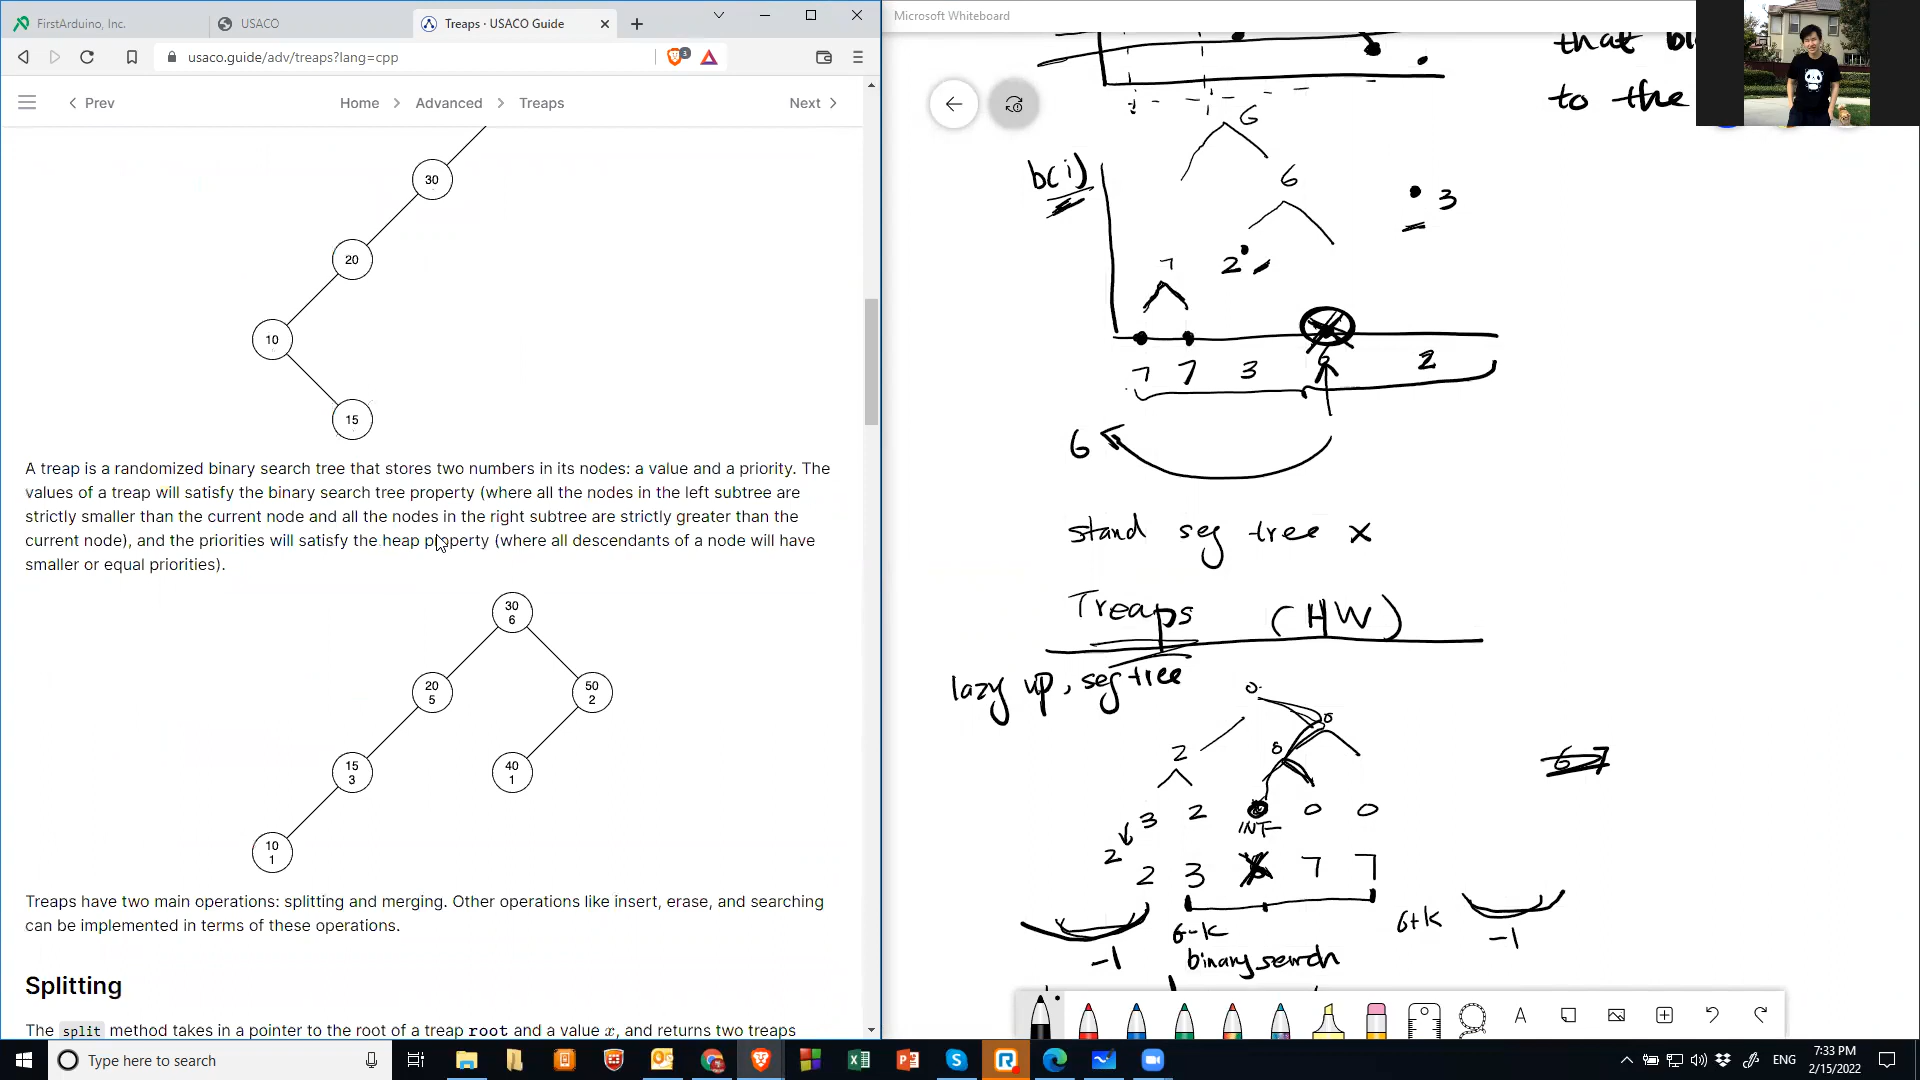 FirstArduino, Inc.
USACO
Treaps · USACO Guide
usaco.guide/adv/treaps?lang=cpp
3
Prev
Home
Advanced
Treaps
Next
30
20
10
15
A treap is a randomized binary search tree that stores two numbers in its nodes: a value and a priority. The
values of a treap will satisfy the binary search tree property (where all the nodes in the left subtree are
strictly smaller than the current node and all the nodes in the right subtree are strictly greater than the
current node), and the priorities will satisfy the heap property (where all descendants of a node will have
smaller or equal priorities).
30
6
20
5
50
2
15
3
40
1
10
1
Treaps have two main operations: splitting and merging. Other operations like insert, erase, and searching
can be implemented in terms of these operations.
Splitting
The split method takes in a pointer to the root of a treap root and a value x, and returns two treaps
Microsoft Whiteboard
that
to the
6
b(i)
6
3
7
2
7 7 3 6 2
6
stand seg tree x
Treaps (HW)
lazy up, seg tree
0
8
2
8
3 2 0 0
INF
2
2 3 7 7
6-k
6+k
-1
-1
binary search
Type here to search
ENG
7:33 PM
2/15/2022